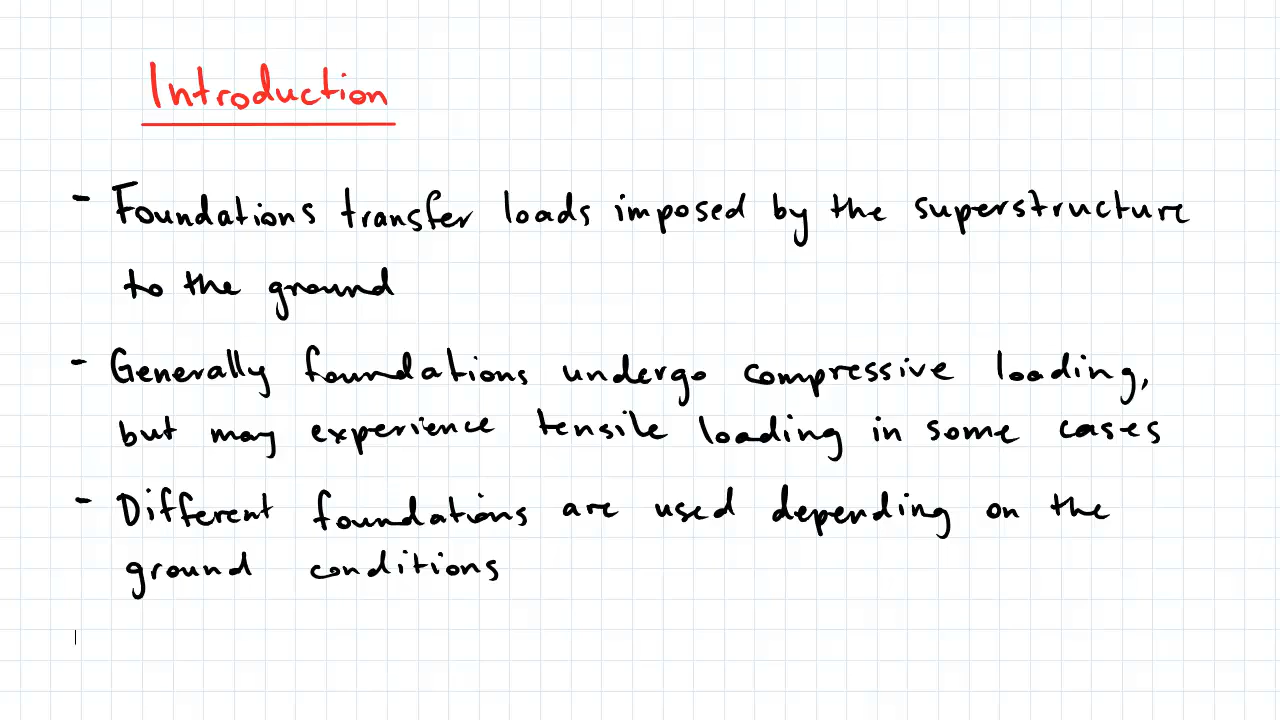 Introduction
- Foundations transfer loads imposed by the superstructure
to the ground
- Generally foundations undergo compressive loading,
but may experience tensile loading in some cases
- Different foundations are used depending on the
ground conditions